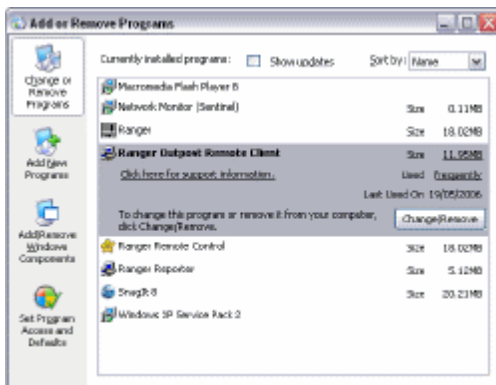 Add or Remove Programs
Change or
Remove
Programs
Add New
Programs
Add/Remove
Windows
Components
Set Program
Access and
Defaults
Currently installed programs: Show updates Sort by: Name
Macromedia Flash Player 8
Network Monitor (Sentinel) Size 0.11MB
Ranger Size 18.02MB
Ranger Outpost Remote Client Size 11.95MB
Click here for support information. Used frequently
Last Used On 19/05/2006
To change this program or remove it from your computer,
click Change/Remove. Change/Remove
Ranger Remote Control Size 18.02MB
Ranger Reporter Size 5.12MB
SnagIt 8 Size 20.21MB
Windows XP Service Pack 2